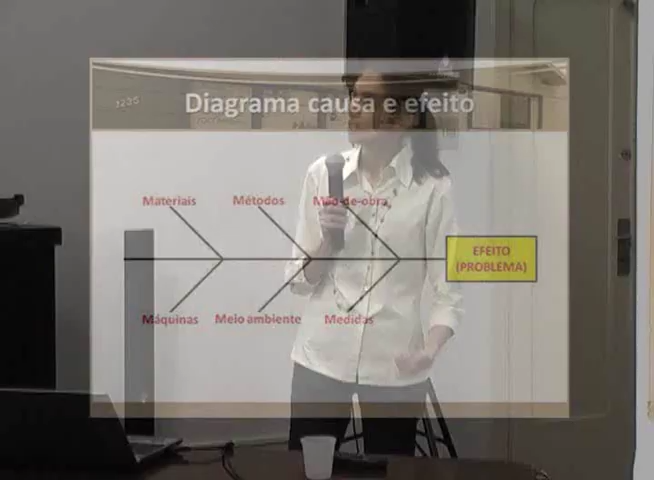 Diagrama causa e efeito
Materiais Métodos Mão-de-obra
EFEITO
(PROBLEMA)
Máquinas Meio ambiente Medidas